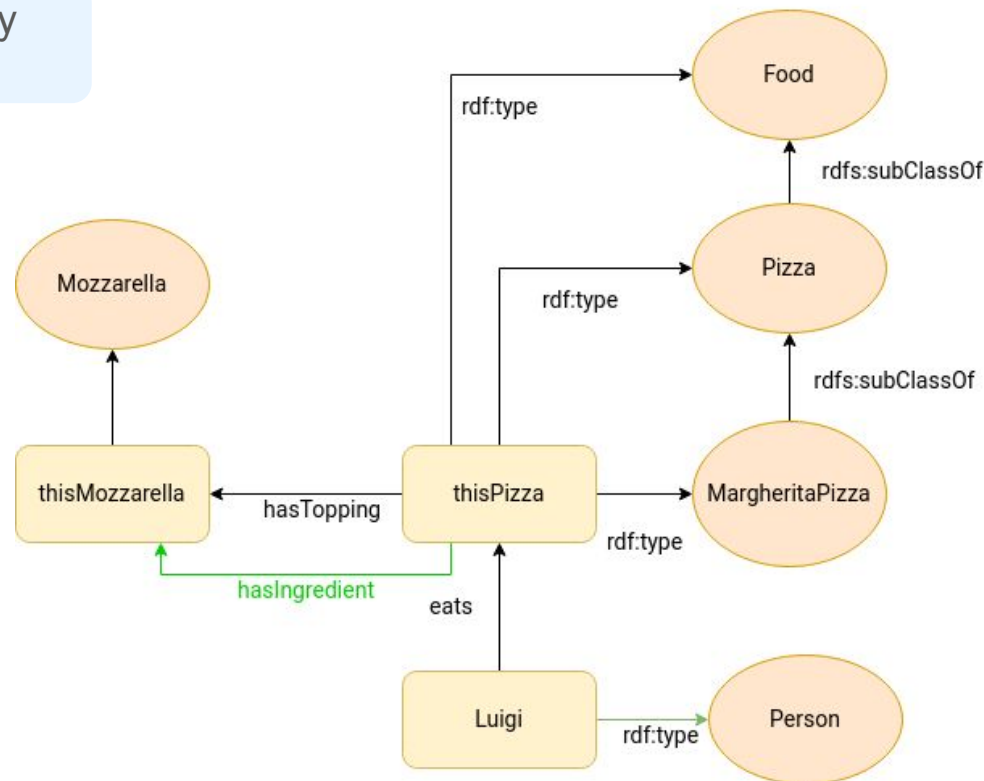 y
Food
rdf:type
rdfs:subClassOf
Mozzarella
Pizza
rdf:type
rdfs:subClassOf
thisMozzarella
thisPizza
MargheritaPizza
hasTopping
rdf:type
hasIngredient
eats
Luigi
Person
rdf:type